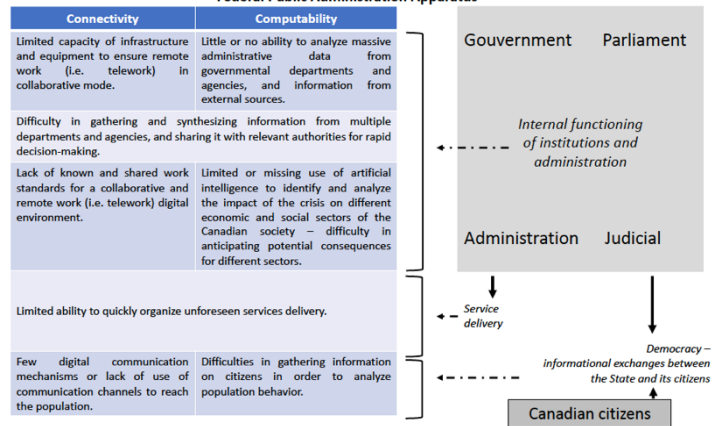 Federal Public Administration Apparatus
Connectivity
Computability
Limited capacity of infrastructure
and equipment to ensure remote
work (i.e. telework) in
collaborative mode.
Little or no ability to analyze massive
administrative data from
governmental departments and
agencies, and information from
external sources.
Difficulty in gathering and synthesizing information from multiple
departments and agencies, and sharing it with relevant authorities for rapid
decision-making.
Lack of known and shared work
standards for a collaborative and
remote work (i.e. telework) digital
environment.
Limited or missing use of artificial
intelligence to identify and analyze
the impact of the crisis on different
economic and social sectors of the
Canadian society – difficulty in
anticipating potential consequences
for different sectors.
Limited ability to quickly organize unforeseen services delivery.
Few digital communication
mechanisms or lack of use of
communication channels to reach
the population.
Difficulties in gathering information
on citizens in order to analyze
population behavior.
Gouvernment
Parliament
Internal functioning
of institutions and
administration
Administration
Judicial
Service
delivery
Democracy –
informational exchanges between
the State and its citizens
Canadian citizens